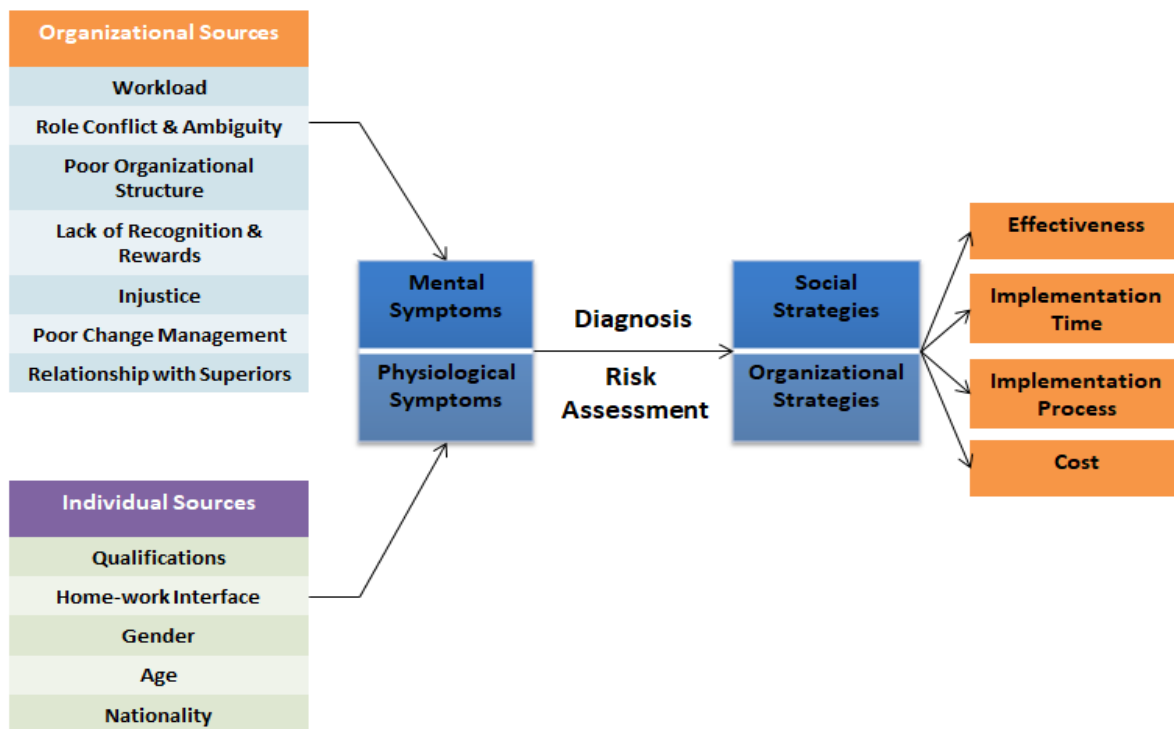 Organizational Sources
Workload
Role Conflict & Ambiguity
Poor Organizational
Structure
Lack of Recognition &
Rewards
Injustice
Poor Change Management
Relationship with Superiors
Individual Sources
Qualifications
Home-work Interface
Gender
Age
Nationality
Mental
Symptoms
Physiological
Symptoms
Diagnosis
Risk
Assessment
Social
Strategies
Organizational
Strategies
Effectiveness
Implementation
Time
Implementation
Process
Cost